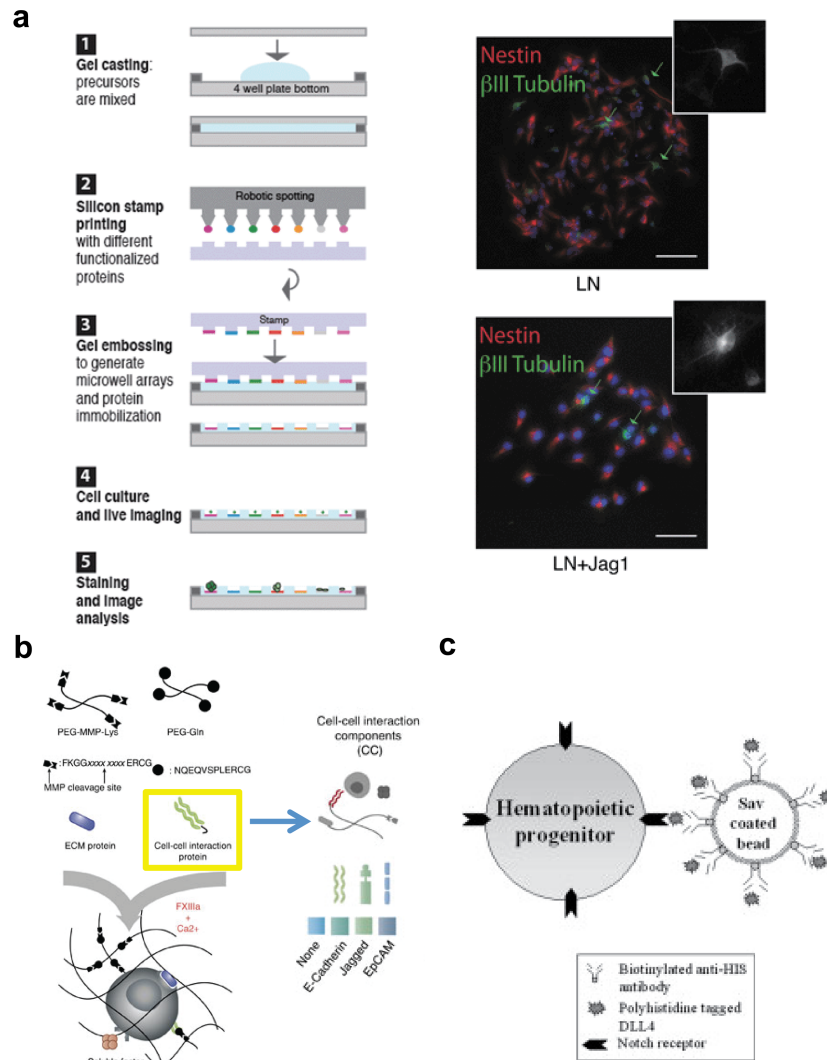 a
1
Gel casting:
precursors
are mixed
4 well plate bottom
2
Silicon stamp
printing
with different
functionalized
proteins
Robotic spotting
3
Gel embossing
to generate
microwell arrays
and protein
immobilization
Stamp
4
Cell culture
and live imaging
5
Staining
and image
analysis
Nestin
βIII Tubulin
LN
Nestin
βIII Tubulin
LN+Jag1
b
PEG-MMP-Lys
PEG-Gln
:FKGGxxxx xxxxERCG
: NQEQVSPLERCG
MMP cleavage site
ECM protein
Cell-cell interaction
protein
FXIIIa
+
Ca2+
Cell-cell interaction
components
(CC)
None
E-Cadherin
Jagged
EpCAM
c
Hematopoietic
progenitor
Sav
coated
bead
Biotinylated anti-HIS
antibody
Polyhistidine tagged
DLL4
Notch receptor